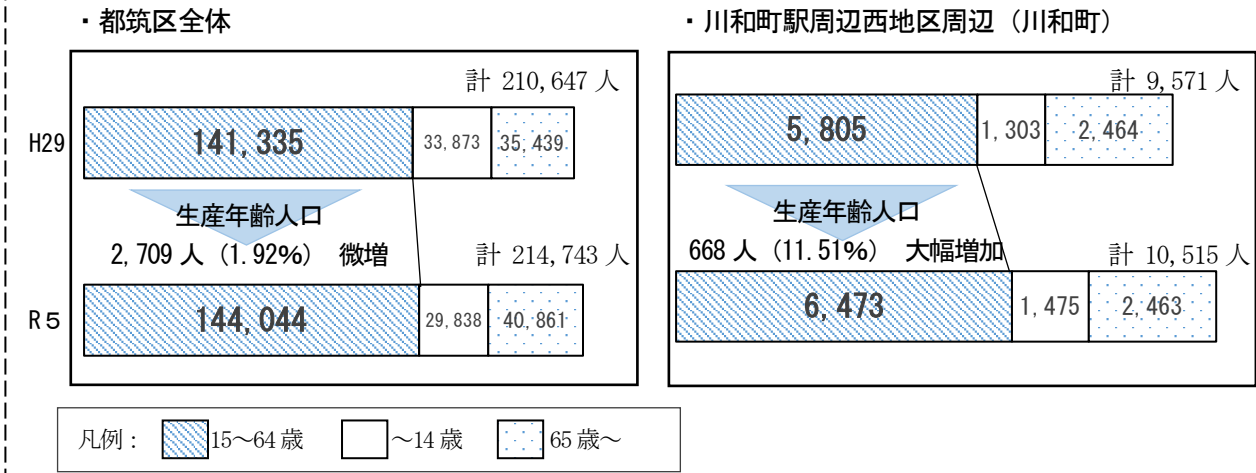 ・都筑区全体
計 210,647 人
H29
141,335
33,873
35,439
生産年齢人口
2,709 人（1.92%） 微増
計 214,743 人
R５
144,044
29,838
40,861
・川和町駅周辺西地区周辺（川和町）
計 9,571 人
5,805
1,303
2,464
生産年齢人口
668 人（11.51%） 大幅増加
計 10,515 人
6,473
1,475
2,463
凡例： 15～64 歳 ～14 歳 65 歳～